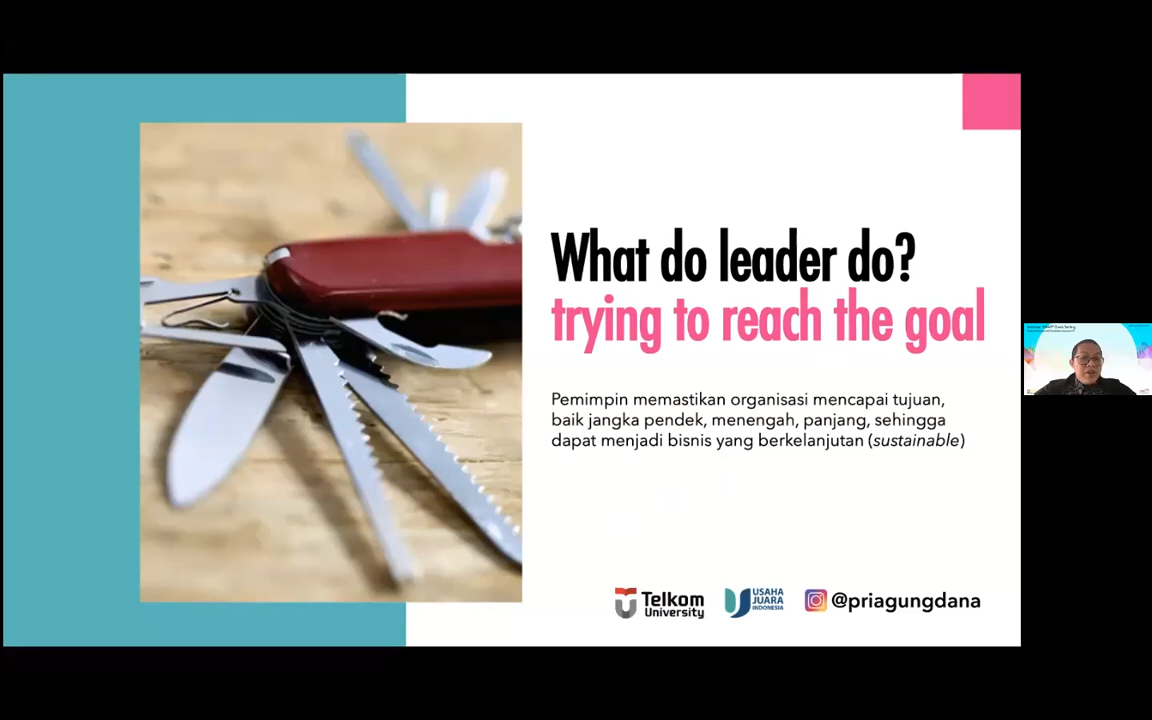 What do leader do?
trying to reach the goal
Pemimpin memastikan organisasi mencapai tujuan,
baik jangka pendek, menengah, panjang, sehingga
dapat menjadi bisnis yang berkelanjutan (sustainable)
Telkom
University
USAHA
JUARA
INDONESIA
@priagungdana